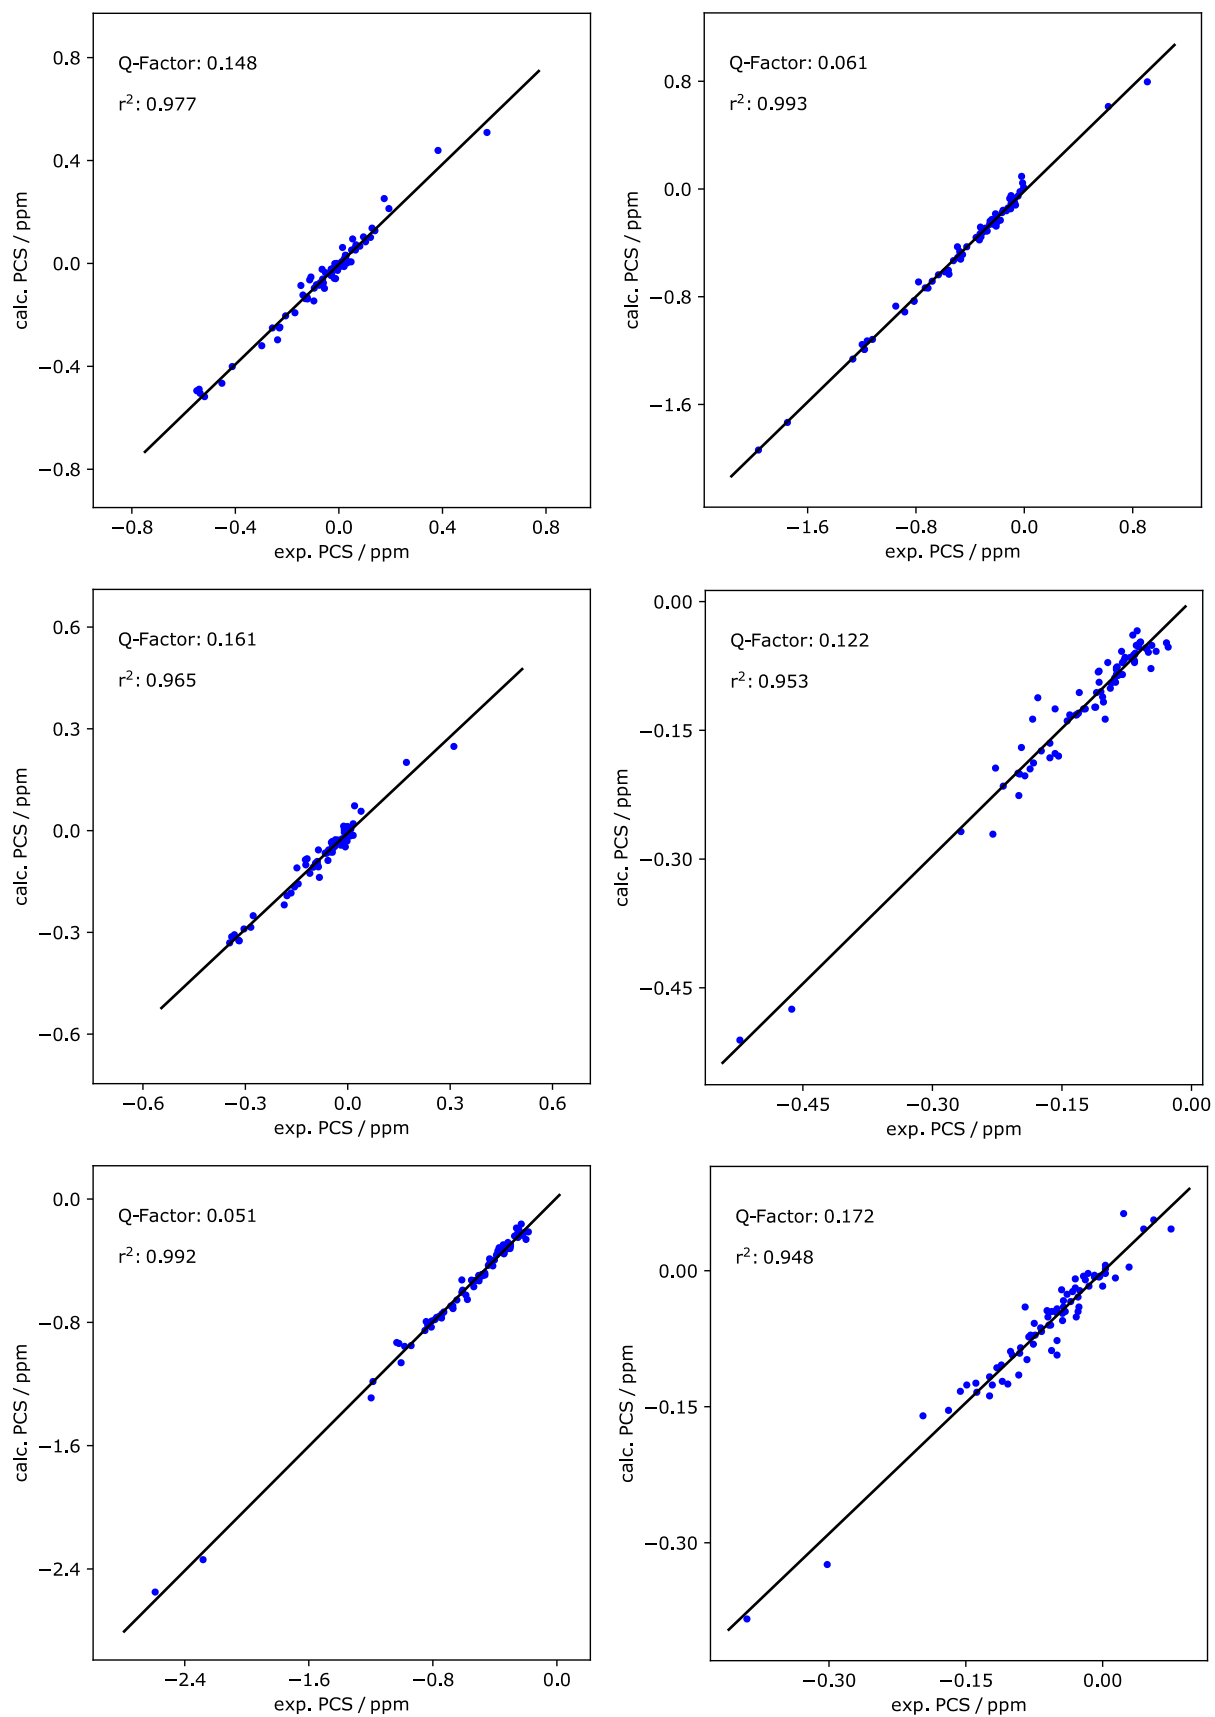 Q-Factor: 0.148
r²: 0.977
calc. PCS / ppm
0.8
0.4
0.0
−0.4
−0.8
−0.8 −0.4 0.0 0.4 0.8
exp. PCS / ppm
Q-Factor: 0.061
r²: 0.993
calc. PCS / ppm
0.8
0.0
−0.8
−1.6
−1.6 −0.8 0.0 0.8
exp. PCS / ppm
Q-Factor: 0.161
r²: 0.965
calc. PCS / ppm
0.6
0.3
0.0
−0.3
−0.6
−0.6 −0.3 0.0 0.3 0.6
exp. PCS / ppm
Q-Factor: 0.122
r²: 0.953
calc. PCS / ppm
0.00
−0.15
−0.30
−0.45
−0.45 −0.30 −0.15 0.00
exp. PCS / ppm
Q-Factor: 0.051
r²: 0.992
calc. PCS / ppm
0.0
−0.8
−1.6
−2.4
−2.4 −1.6 −0.8 0.0
exp. PCS / ppm
Q-Factor: 0.172
r²: 0.948
calc. PCS / ppm
0.00
−0.15
−0.30
−0.30 −0.15 0.00
exp. PCS / ppm